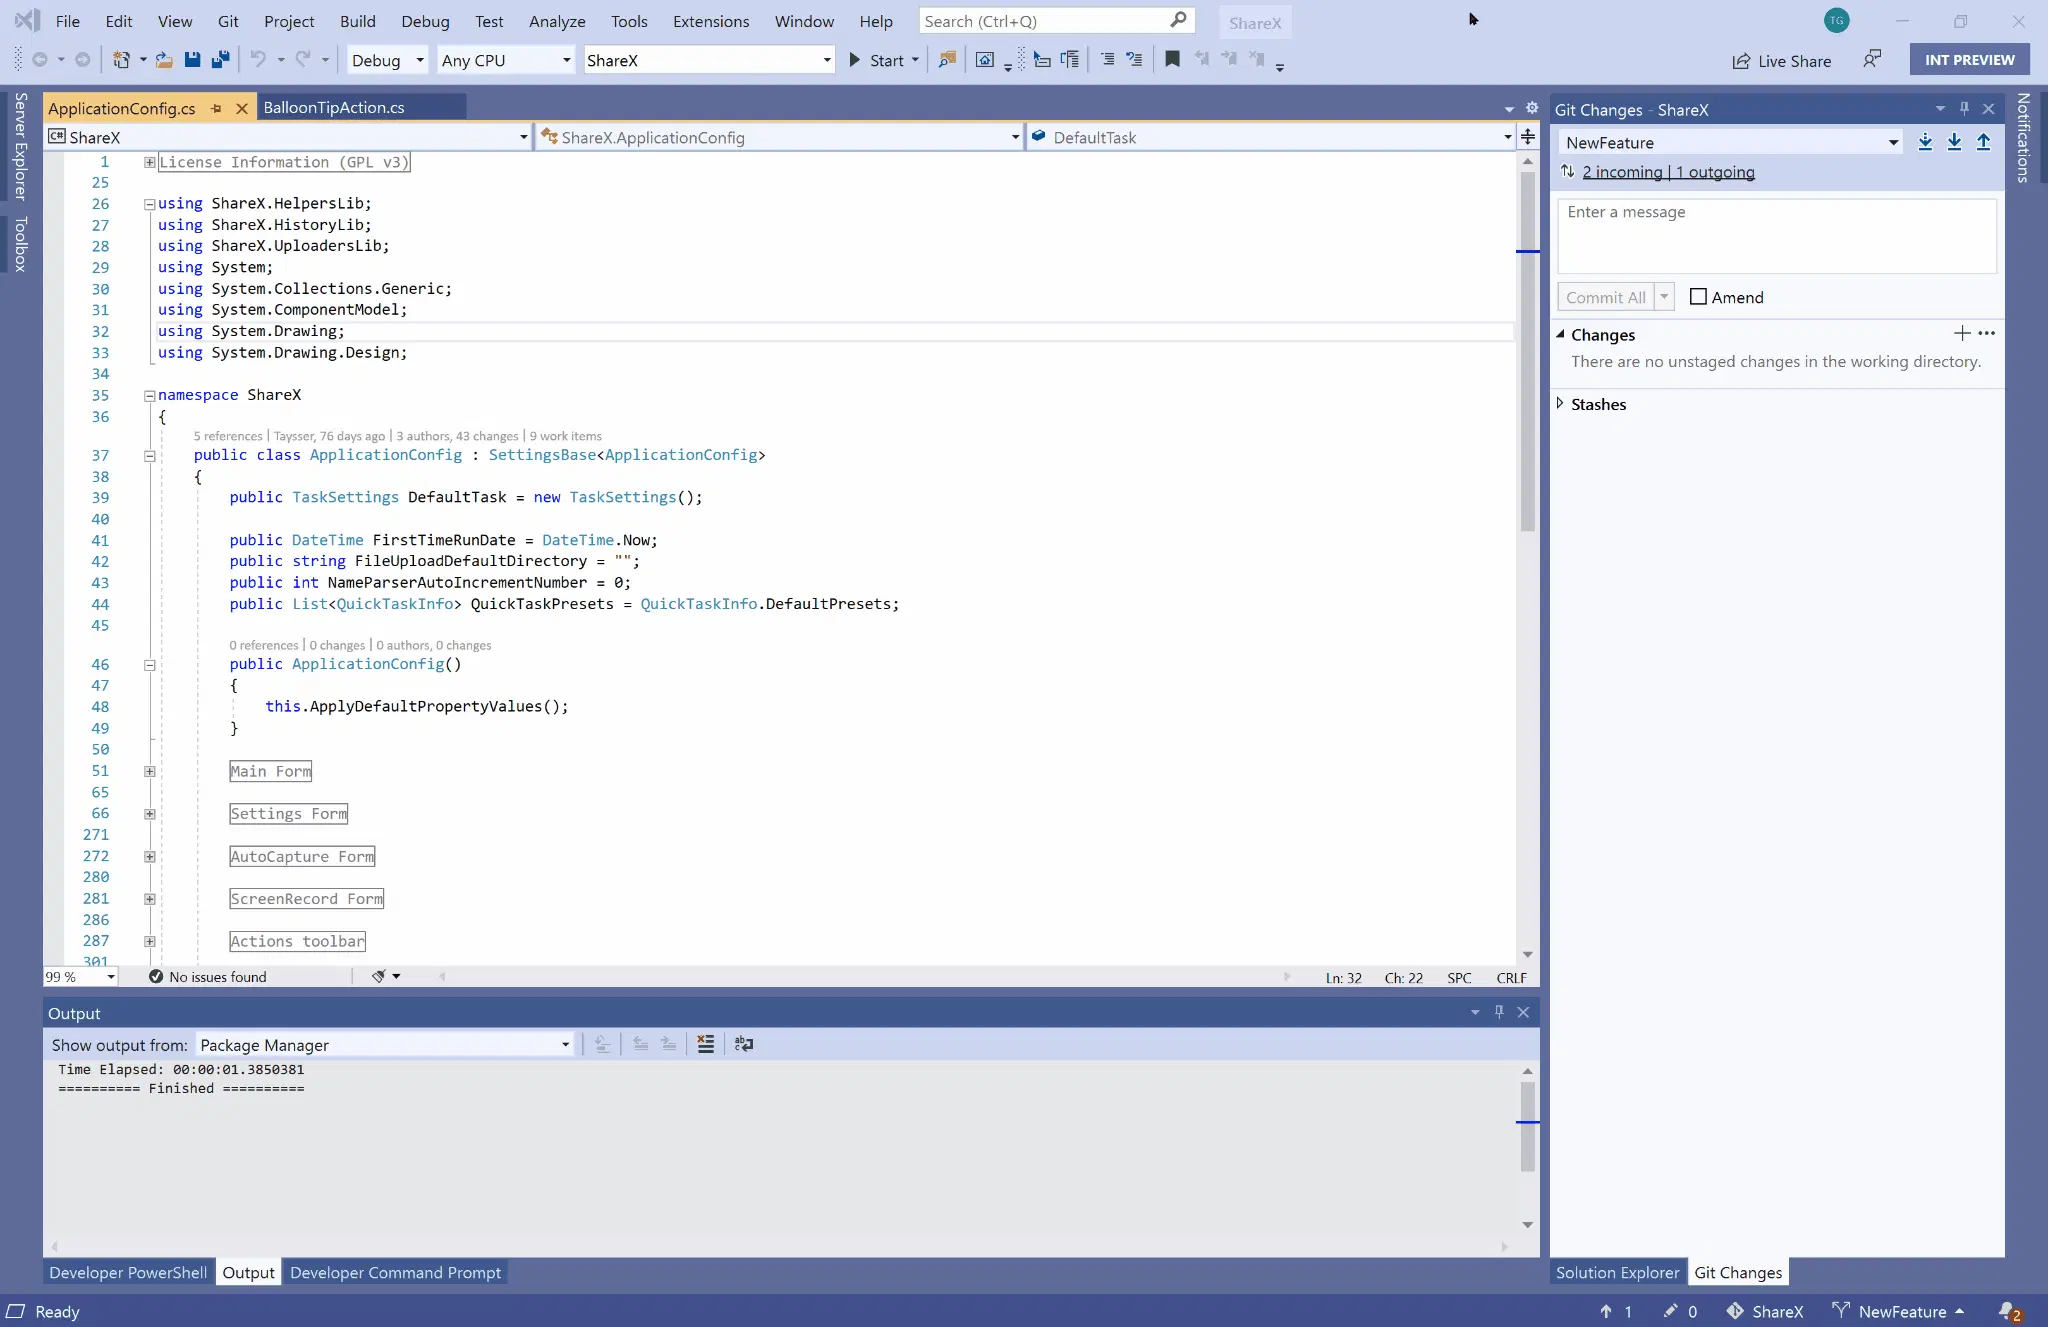 File Edit View Git Project Build Debug Test Analyze Tools Extensions Window Help Search (Ctrl+Q) ShareX TG
Debug Any CPU ShareX Start Live Share INT PREVIEW
Server Explorer
Toolbox
ApplicationConfig.cs BalloonTipAction.cs
C# ShareX ShareX.ApplicationConfig DefaultTask
1 License Information (GPL v3)
25
26 using ShareX.HelpersLib;
27 using ShareX.HistoryLib;
28 using ShareX.UploadersLib;
29 using System;
30 using System.Collections.Generic;
31 using System.ComponentModel;
32 using System.Drawing;
33 using System.Drawing.Design;
34
35 namespace ShareX
36 {
5 references | Taysser, 76 days ago | 3 authors, 43 changes | 9 work items
37 public class ApplicationConfig : SettingsBase<ApplicationConfig>
38 {
39 public TaskSettings DefaultTask = new TaskSettings();
40
41 public DateTime FirstTimeRunDate = DateTime.Now;
42 public string FileUploadDefaultDirectory = "";
43 public int NameParserAutoIncrementNumber = 0;
44 public List<QuickTaskInfo> QuickTaskPresets = QuickTaskInfo.DefaultPresets;
45
0 references | 0 changes | 0 authors, 0 changes
46 public ApplicationConfig()
47 {
48 this.ApplyDefaultPropertyValues();
49 }
50
51 Main Form
65
66 Settings Form
271
272 AutoCapture Form
280
281 ScreenRecord Form
286
287 Actions toolbar
301
99 % No issues found Ln: 32 Ch: 22 SPC CRLF
Output
Show output from: Package Manager
Time Elapsed: 00:00:01.3850381
========== Finished ==========
Developer PowerShell Output Developer Command Prompt
Git Changes - ShareX
NewFeature
2 incoming | 1 outgoing
Enter a message
Commit All Amend
Changes
There are no unstaged changes in the working directory.
Stashes
Solution Explorer Git Changes
Notifications
Ready 1 0 ShareX NewFeature 2